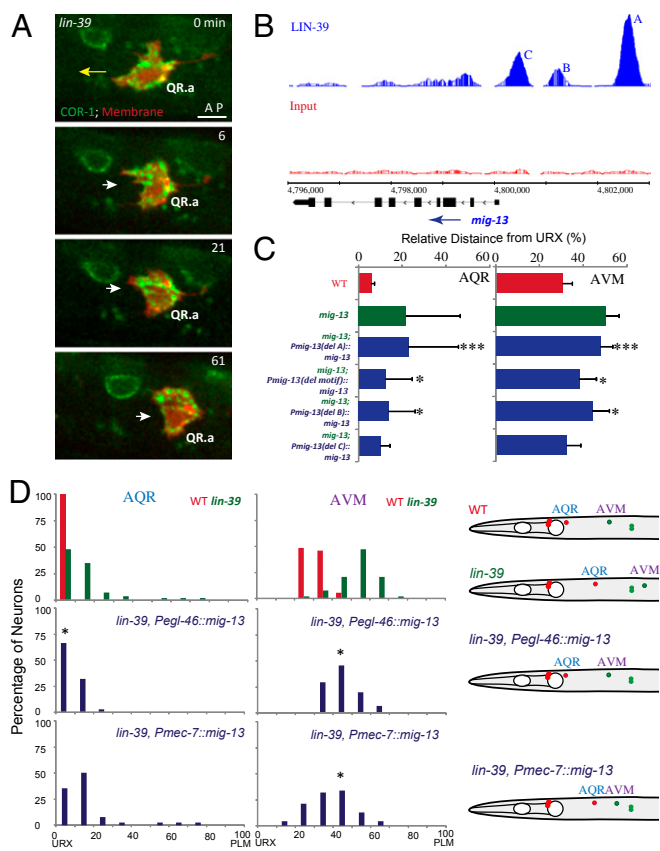 A
lin-39
0 min
QR.a
COR-1; Membrane
A P
6
QR.a
21
QR.a
61
QR.a
B
LIN-39
A
C
B
Input
4,796,000
4,798,000
4,800,000
4,802,000
mig-13
C
Relative Distaince from URX (%)
0 20 40 60
AQR
0 20 40 60
AVM
WT
mig-13
mig-13;
Pmig-13(del A)::
mig-13
***
***
mig-13;
Pmig-13(del motif)::
mig-13
*
*
mig-13;
Pmig-13(del B)::
mig-13
*
*
mig-13;
Pmig-13(del C)::
mig-13
D
Percentage of Neurons
100
75
50
25
0
AQR
WT lin-39
AVM
WT lin-39
100
75
50
25
0
lin-39, Pegl-46::mig-13
*
lin-39, Pegl-46::mig-13
*
100
75
50
25
0
lin-39, Pmec-7::mig-13
lin-39, Pmec-7::mig-13
*
0 20 40 60 80 100
URX
PLM
0 20 40 60 80 100
URX
PLM
WT
AQR
AVM
lin-39
AQR
AVM
lin-39, Pegl-46::mig-13
AQR
AVM
lin-39, Pmec-7::mig-13
AQR
AVM